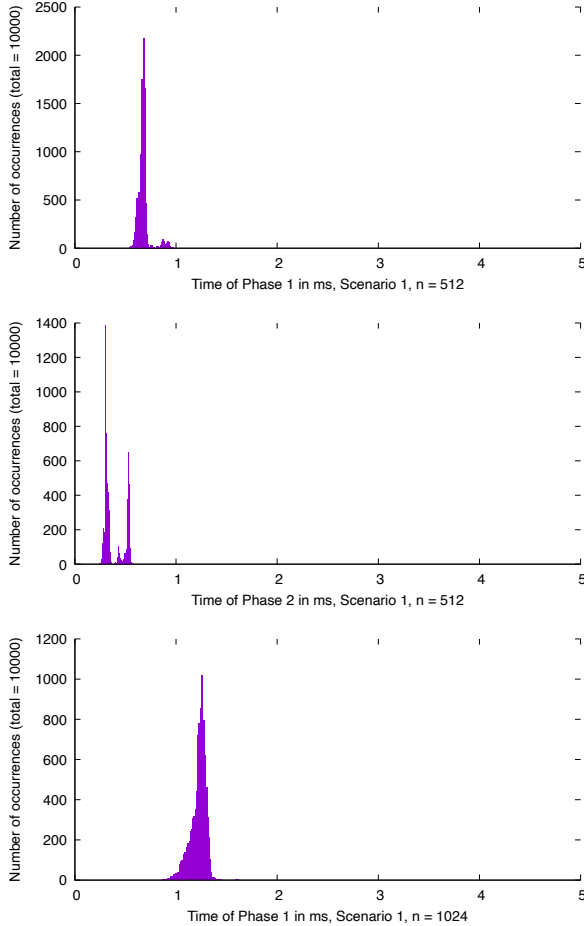 Number of occurrences (total = 10000)
2500
2000
1500
1000
500
0
0 1 2 3 4 5
Time of Phase 1 in ms, Scenario 1, n = 512
Number of occurrences (total = 10000)
1400
1200
1000
800
600
400
200
0
0 1 2 3 4 5
Time of Phase 2 in ms, Scenario 1, n = 512
Number of occurrences (total = 10000)
1200
1000
800
600
400
200
0
0 1 2 3 4 5
Time of Phase 1 in ms, Scenario 1, n = 1024